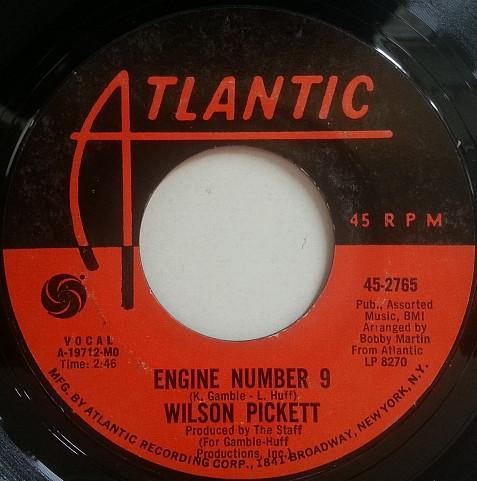 ATLANTIC
45 RPM
45-2765
Pub., Assorted
Music, BMI
Arranged by
Bobby Martin
From Atlantic
LP 8270
VOCAL
A-19712-MO
Time: 2:46
ENGINE NUMBER 9
(K. Gamble - L. Huff)
WILSON PICKETT
Produced by The Staff
(For Gamble-Huff
Productions, Inc.)
MFG. BY ATLANTIC RECORDING CORP., 1841 BROADWAY, NEW YORK, N.Y.